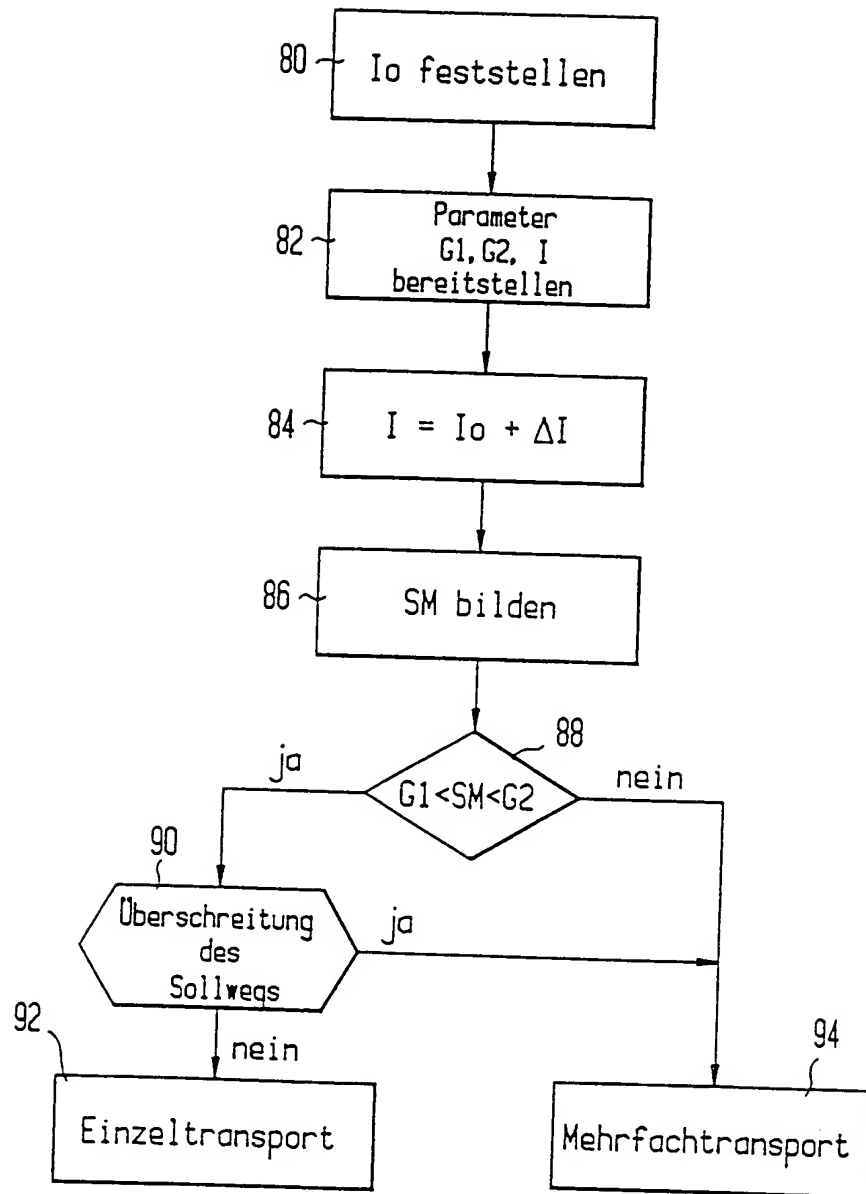 80
Io feststellen
82
Parameter
G1, G2, I
bereitstellen
84
I = Io + ΔI
86
SM bilden
88
ja
G1<SM<G2
nein
90
Überschreitung
des
Sollwegs
ja
92
nein
94
Einzeltransport
Mehrfachtransport